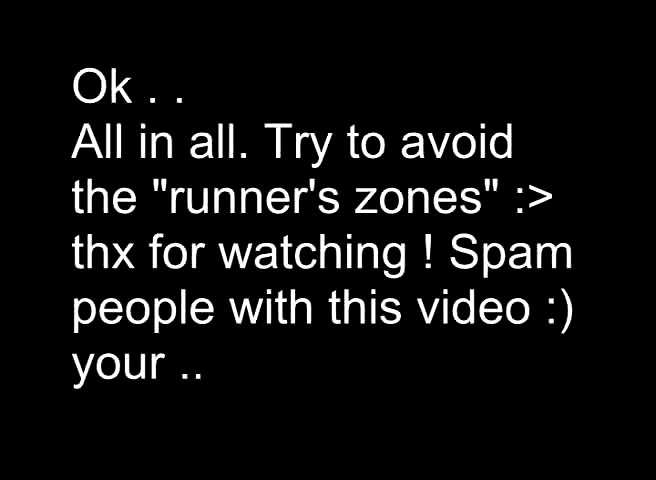 Ok . .
All in all. Try to avoid
the "runner's zones" :>
thx for watching ! Spam
people with this video :)
your ..